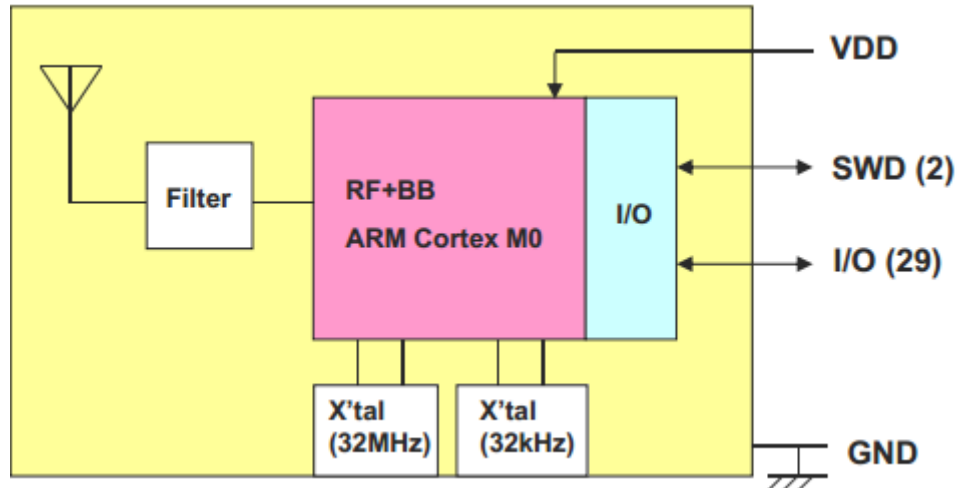 VDD
Filter
RF+BB
ARM Cortex M0
I/O
SWD (2)
I/O (29)
X'tal
(32MHz)
X'tal
(32kHz)
GND